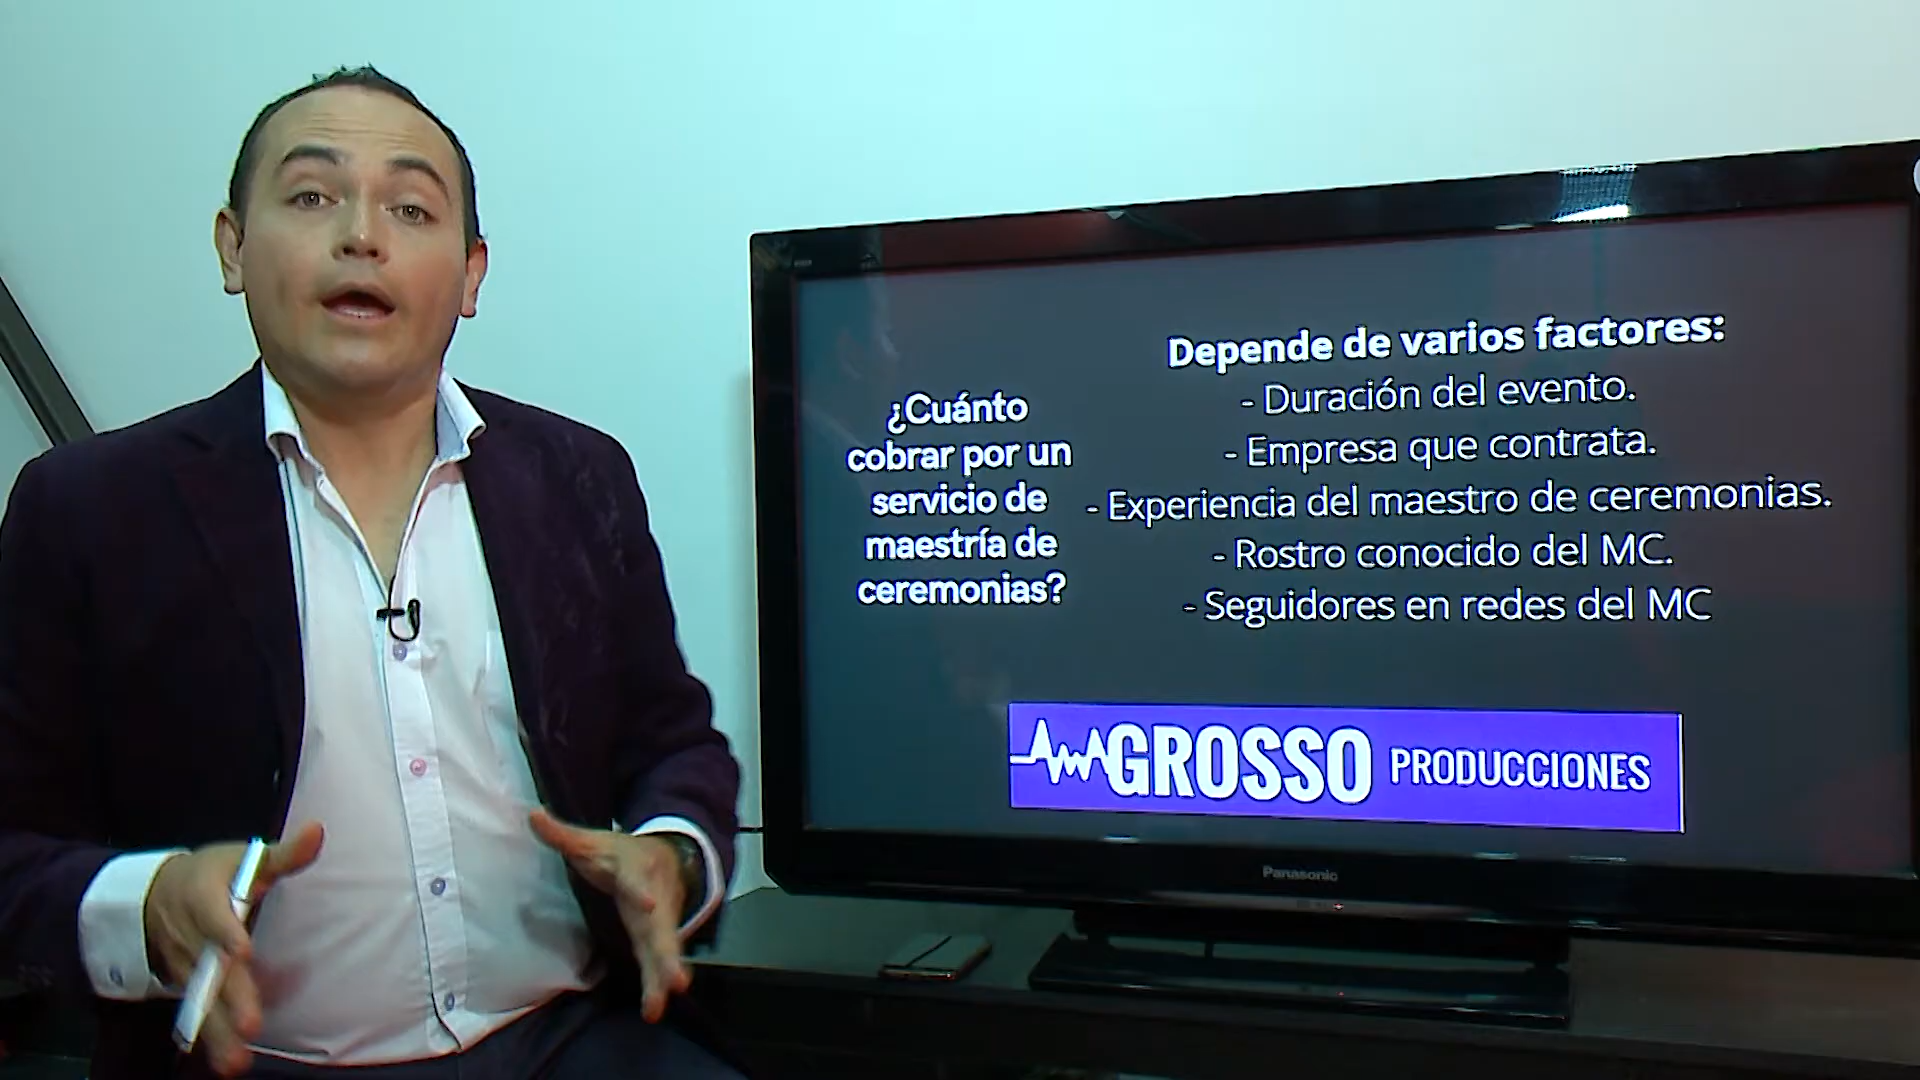 ¿Cuánto
cobrar por un
servicio de
maestría de
ceremonias?
Depende de varios factores:
- Duración del evento.
- Empresa que contrata.
- Experiencia del maestro de ceremonias.
- Rostro conocido del MC.
- Seguidores en redes del MC
GROSSO PRODUCCIONES
Panasonic